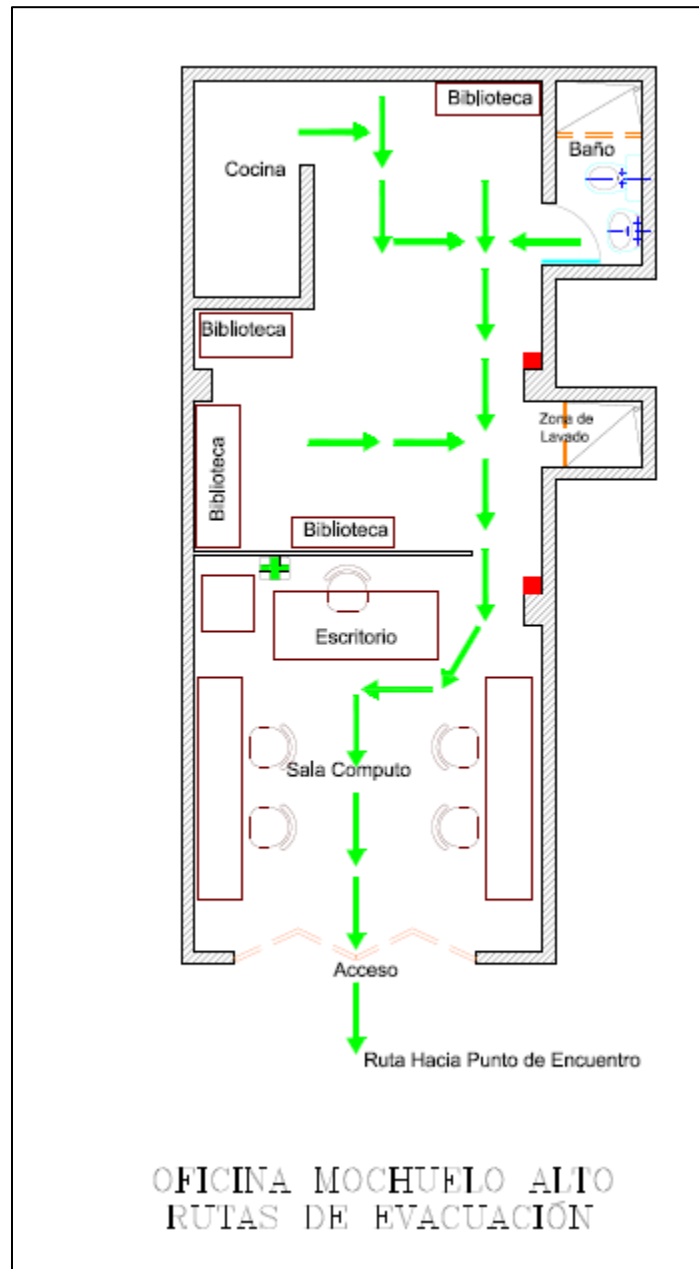 Biblioteca
Baño
Cocina
Biblioteca
Biblioteca
Zona de
Lavado
Biblioteca
Escritorio
Sala Computo
Acceso
Ruta Hacia Punto de Encuentro
OFICINA MOCHUELO ALTO
RUTAS DE EVACUACIÓN